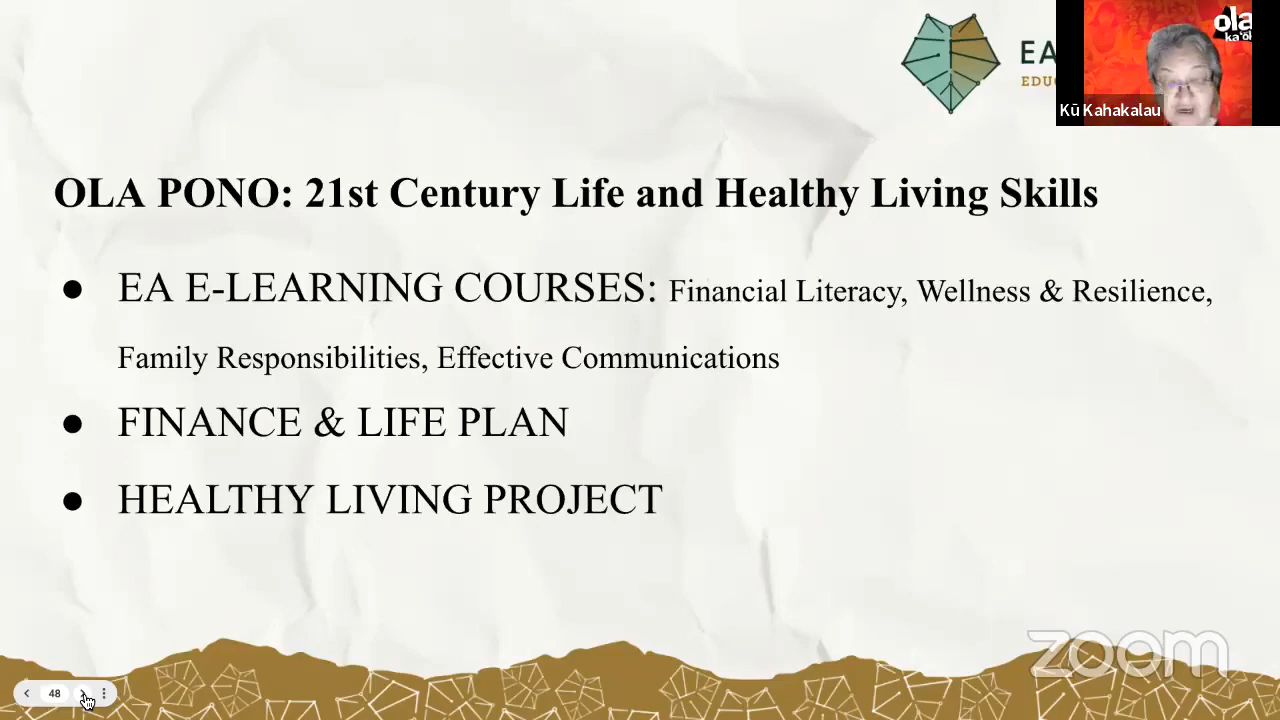 EA
EDUC
ola
ka'ōl
Kū Kahakalau
OLA PONO: 21st Century Life and Healthy Living Skills
● EA E-LEARNING COURSES: Financial Literacy, Wellness & Resilience,
Family Responsibilities, Effective Communications
● FINANCE & LIFE PLAN
● HEALTHY LIVING PROJECT
zoom
48